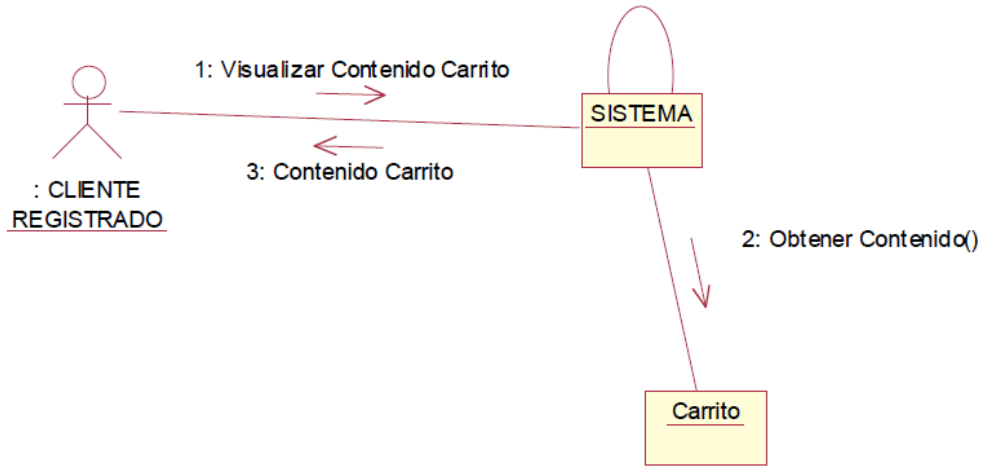 1: Visualizar Contenido Carrito
SISTEMA
3: Contenido Carrito
: CLIENTE
REGISTRADO
2: Obtener Contenido()
Carrito